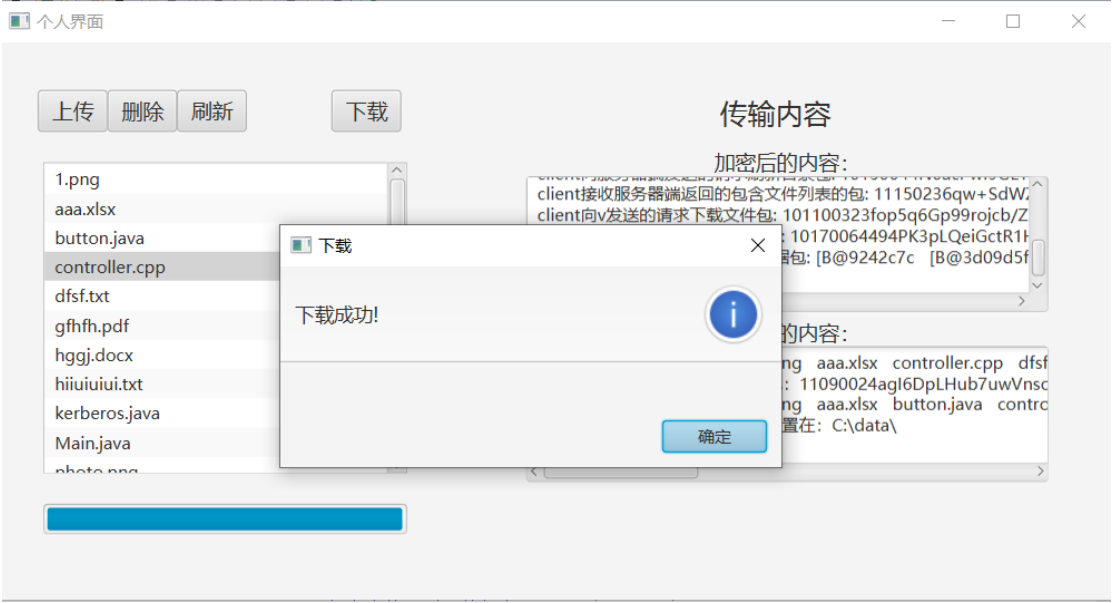 个人界面
上传 删除 刷新 下载
传输内容
加密后的内容：
1.png
aaa.xlsx
button.java
controller.cpp
dfsf.txt
gfhfh.pdf
hggj.docx
hiiuiuiui.txt
kerberos.java
Main.java
photo.png
client接收服务器端返回的包含文件列表的包: 11150236qw+SdWZ
client向v发送的请求下载文件包: 101100323fop5q6Gp99rojcb/Z
: 10170064494PK3pLQeiGctR1H
据包: [B@9242c7c [B@3d09d5f
的内容：
ng aaa.xlsx controller.cpp dfsf
: 11090024agI6DpLHub7uwVnsc
ng aaa.xlsx button.java contro
置在：C:\data\
下载
下载成功!
确定